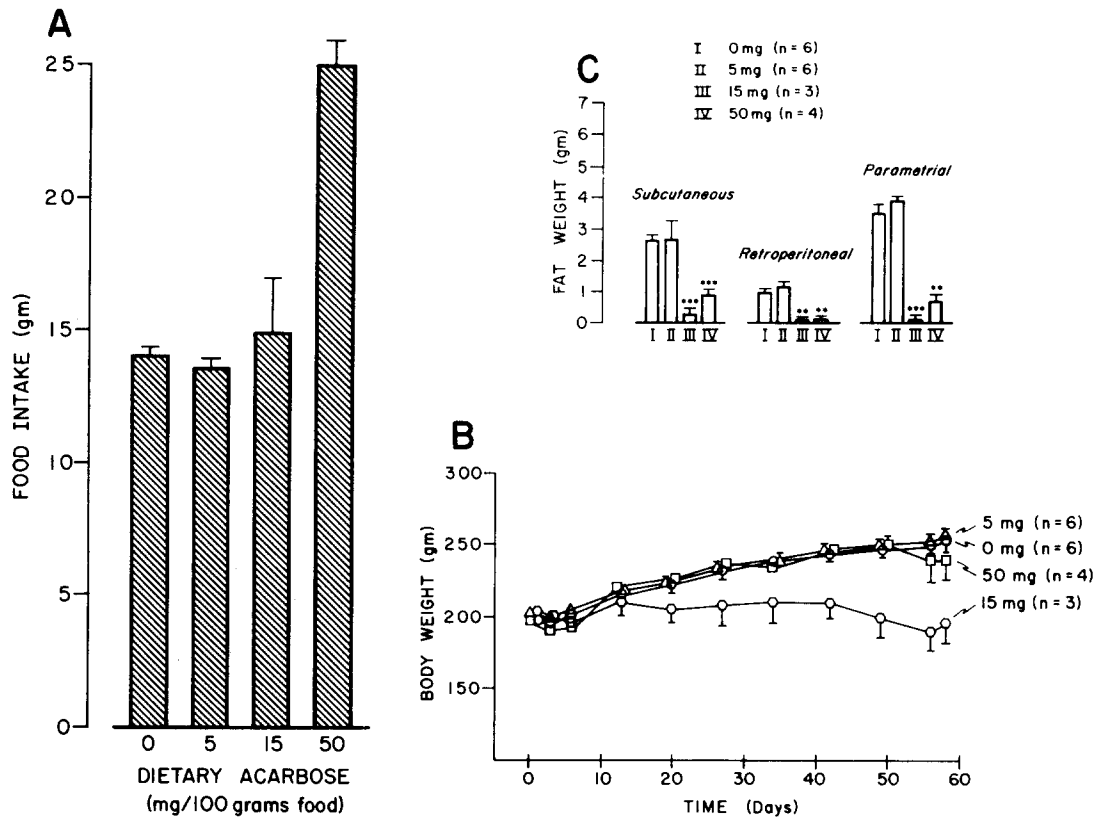 A
25
20
15
10
5
0
FOOD INTAKE (gm)
0 5 15 50
DIETARY ACARBOSE
(mg/100 grams food)
C
I 0 mg (n = 6)
II 5 mg (n = 6)
III 15 mg (n = 3)
IV 50 mg (n = 4)
7
6
5
4
3
2
1
0
FAT WEIGHT (gm)
Subcutaneous
Retroperitoneal
Parametrial
•••
•••
••
••
•••
••
I II III IV
I II III IV
I II III IV
B
300
250
200
150
BODY WEIGHT (gm)
5 mg (n = 6)
0 mg (n = 6)
50 mg (n = 4)
15 mg (n = 3)
0 10 20 30 40 50 60
TIME (Days)